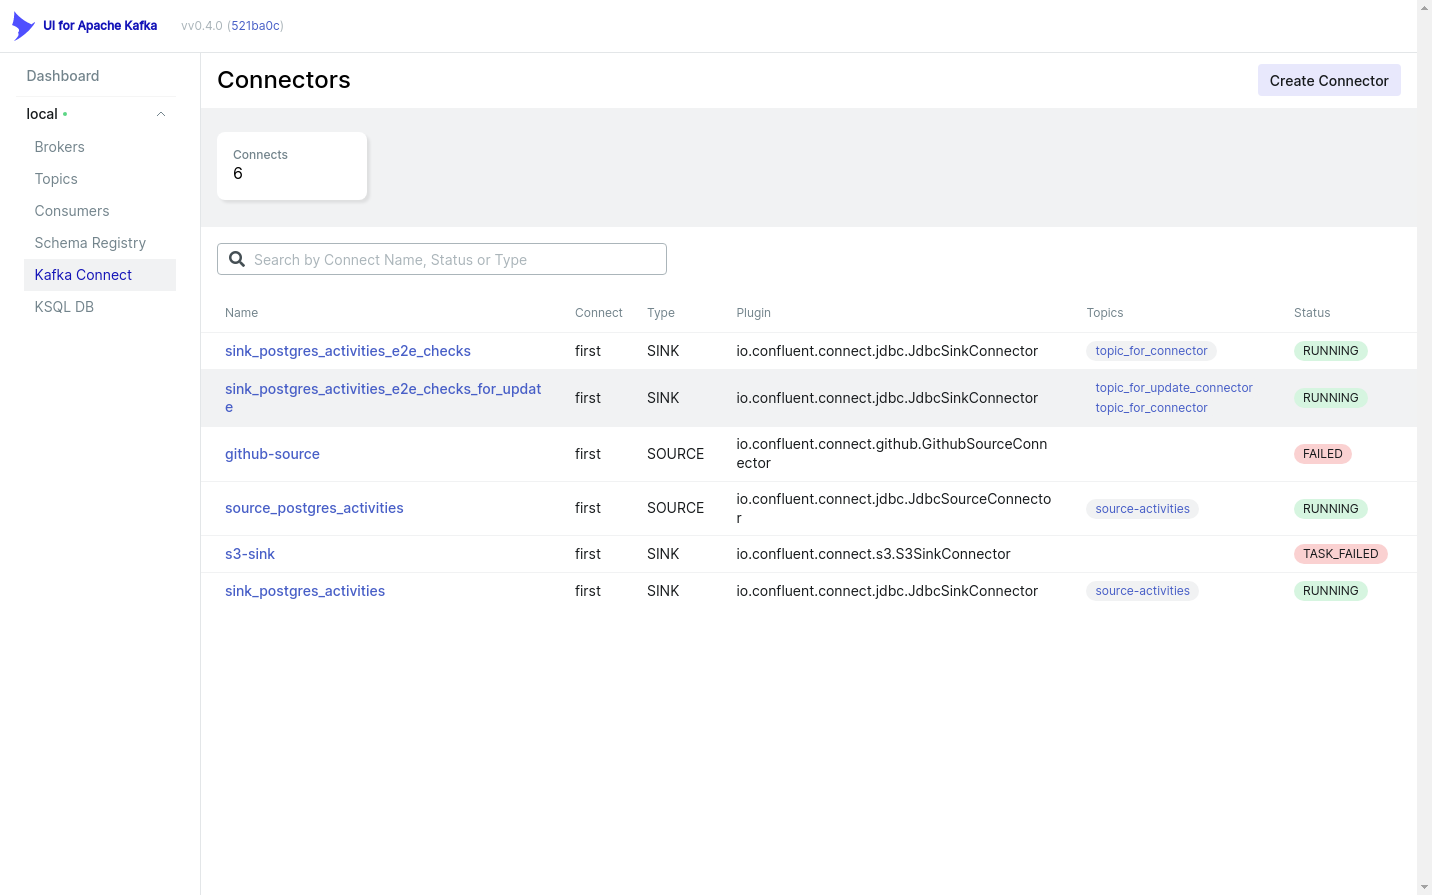 UI for Apache Kafka vv0.4.0 (521ba0c)
Dashboard
local
Brokers
Topics
Consumers
Schema Registry
Kafka Connect
KSQL DB
Connectors
Create Connector
Connects
6
Search by Connect Name, Status or Type
Name Connect Type Plugin Topics Status
sink_postgres_activities_e2e_checks first SINK io.confluent.connect.jdbc.JdbcSinkConnector topic_for_connector RUNNING
sink_postgres_activities_e2e_checks_for_updat
e
first SINK io.confluent.connect.jdbc.JdbcSinkConnector
topic_for_update_connector
topic_for_connector
RUNNING
github-source first SOURCE
io.confluent.connect.github.GithubSourceConn
ector
FAILED
source_postgres_activities first SOURCE
io.confluent.connect.jdbc.JdbcSourceConnecto
r
source-activities RUNNING
s3-sink first SINK io.confluent.connect.s3.S3SinkConnector TASK_FAILED
sink_postgres_activities first SINK io.confluent.connect.jdbc.JdbcSinkConnector source-activities RUNNING